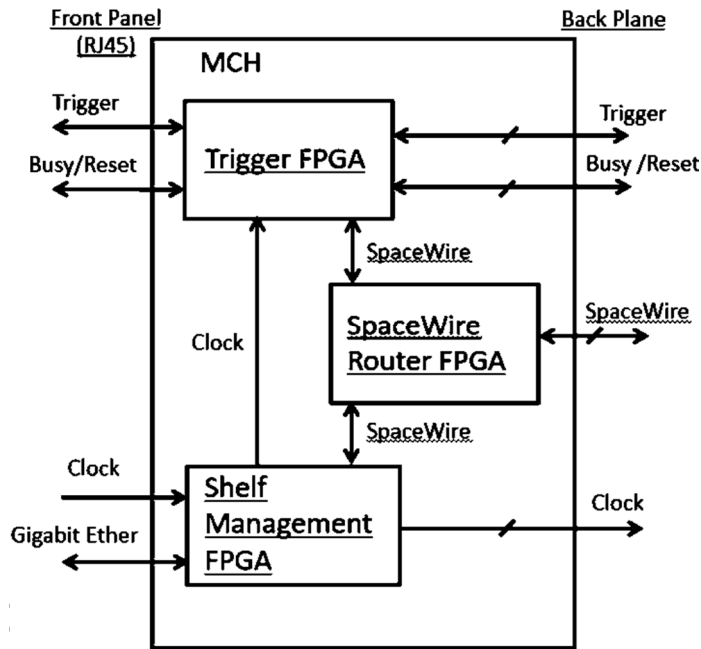 Front Panel
(RJ45)
Back Plane
MCH
Trigger
Trigger
Trigger FPGA
Busy/Reset
Busy /Reset
SpaceWire
SpaceWire
SpaceWire
Router FPGA
Clock
SpaceWire
Clock
Shelf
Management
FPGA
Clock
Gigabit Ether